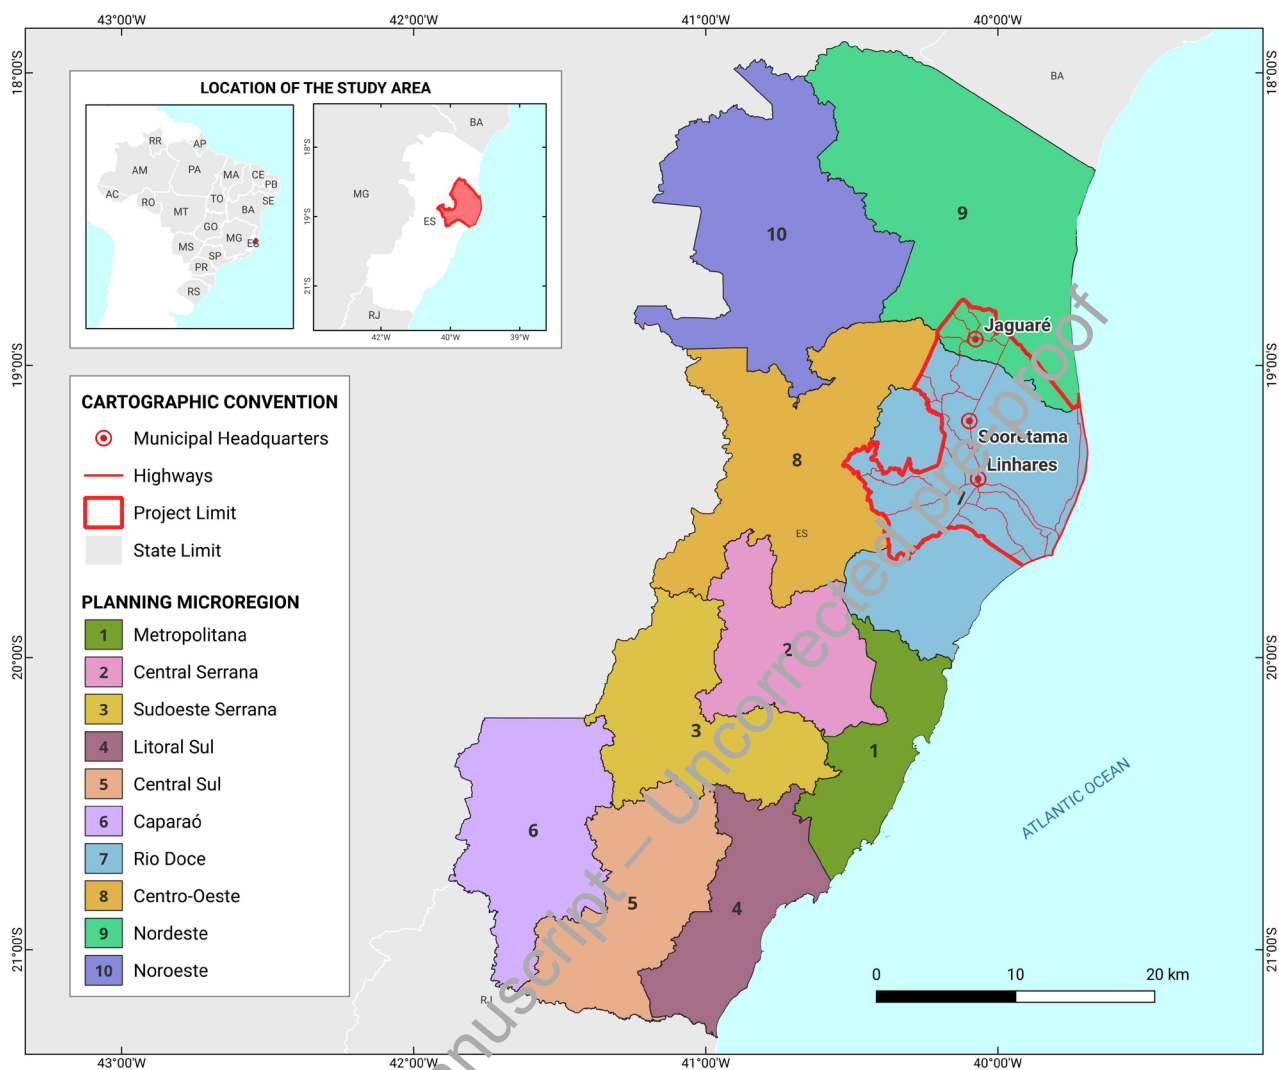 43°00'W 42°00'W 41°00'W 40°00'W
18°00'S 18°00'S
LOCATION OF THE STUDY AREA
RR AP
AM PA MA CE
PB
AC RO TO SE
MT BA
GO
MS MG ES
SP
PR
RS
BA
18°S
MG
19°S
ES
21°S
RJ
42°W 40°W 39°W
BA
9
10
Jaguaré
19°00'S 19°00'S
CARTOGRAPHIC CONVENTION
Municipal Headquarters
Highways
Project Limit
State Limit
Sooretama
Linhares
8
7
ES
PLANNING MICROREGION
1 Metropolitana
2 Central Serrana
3 Sudoeste Serrana
4 Litoral Sul
5 Central Sul
6 Caparaó
7 Rio Doce
8 Centro-Oeste
9 Nordeste
10 Noroeste
20°00'S 20°00'S
2
3
1
ATLANTIC OCEAN
6
5
4
21°00'S 21°00'S
0 10 20 km
RJ
43°00'W 42°00'W 41°00'W 40°00'W
nuscript — Uncorrected pre-proof